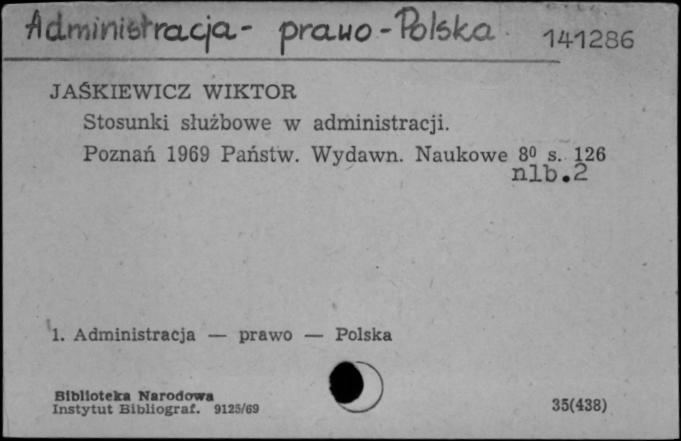 Administracja - prawo - Polska 141286
JAŚKIEWICZ WIKTOR
Stosunki służbowe w administracji.
Poznań 1969 Państw. Wydawn. Naukowe 8⁰ s. 126
nlb.2
1. Administracja — prawo — Polska
Biblioteka Narodowa
Instytut Bibliograf. 9125/69 35(438)